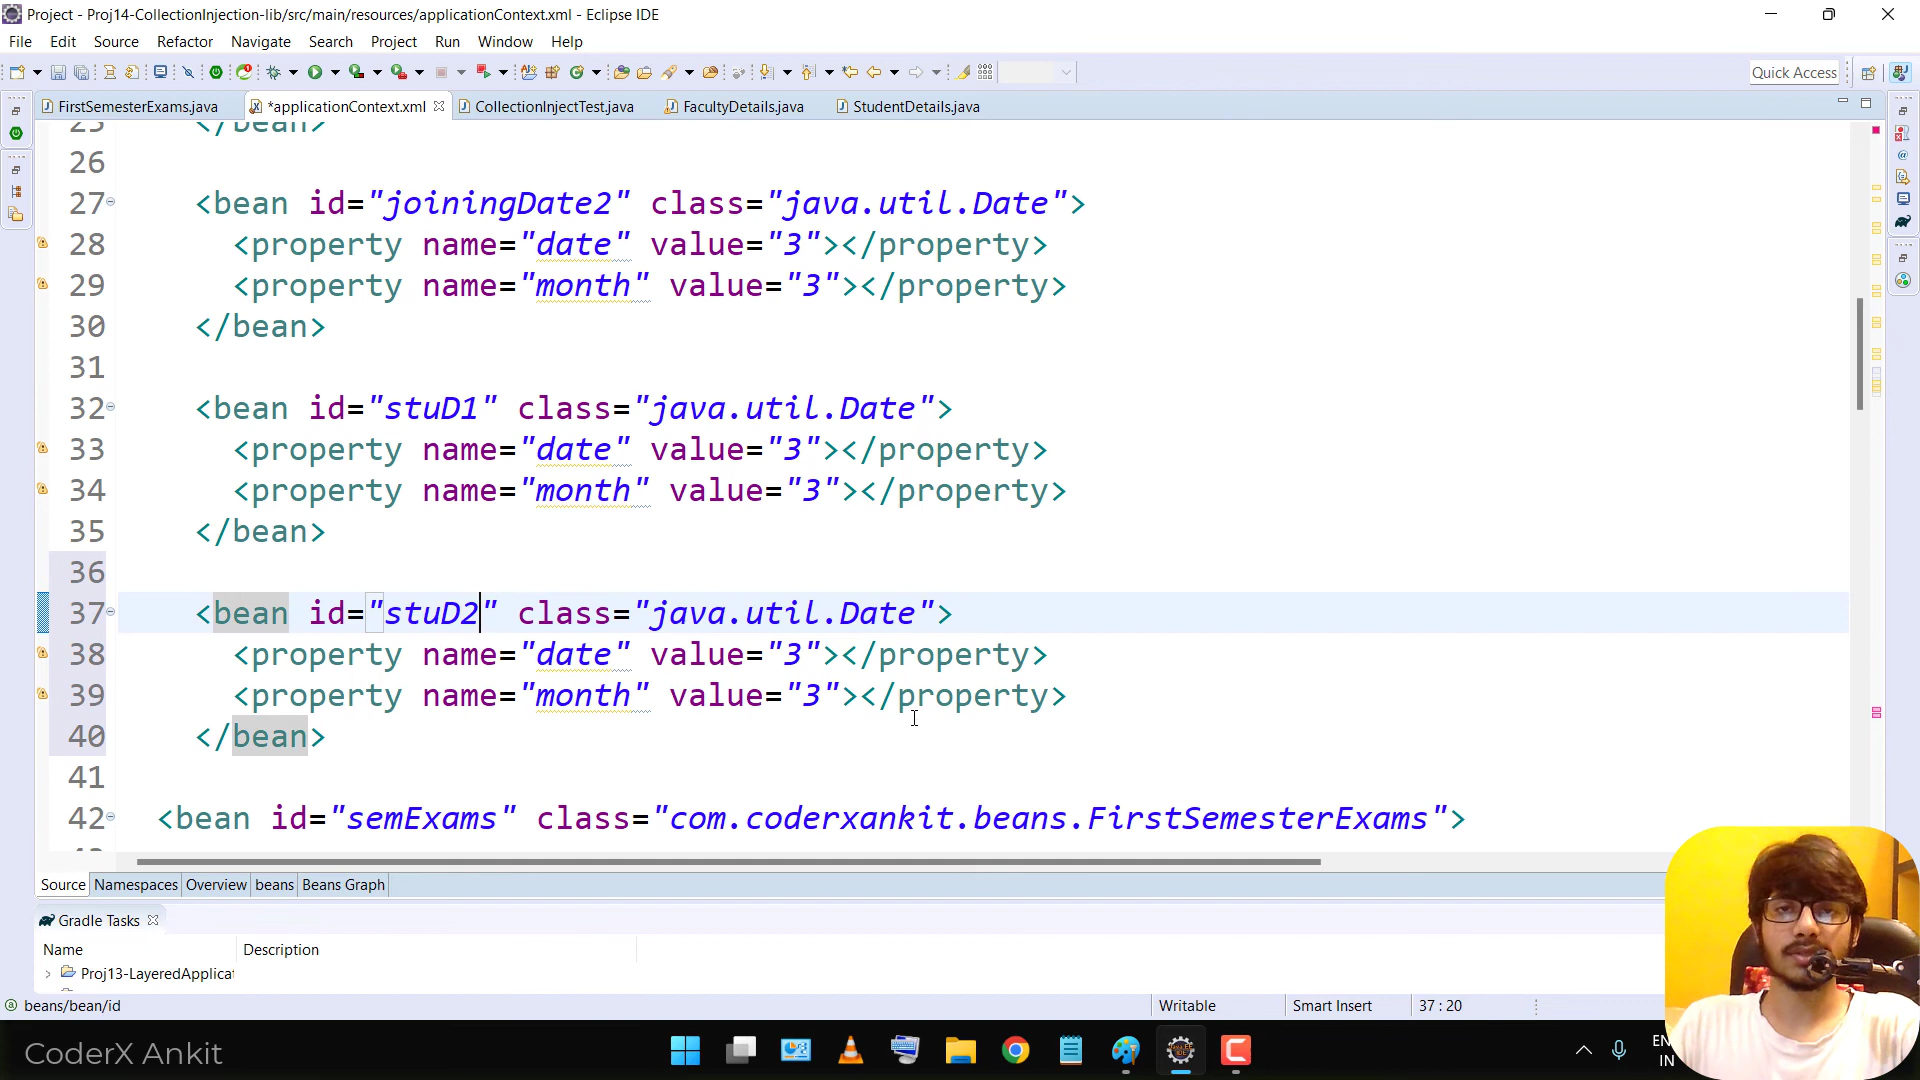 Project - Proj14-CollectionInjection-lib/src/main/resources/applicationContext.xml - Eclipse IDE
File Edit Source Refactor Navigate Search Project Run Window Help
Quick Access
FirstSemesterExams.java *applicationContext.xml CollectionInjectTest.java FacultyDetails.java StudentDetails.java
25 </bean>
26
27 <bean id="joiningDate2" class="java.util.Date">
28 <property name="date" value="3"></property>
29 <property name="month" value="3"></property>
30 </bean>
31
32 <bean id="stuD1" class="java.util.Date">
33 <property name="date" value="3"></property>
34 <property name="month" value="3"></property>
35 </bean>
36
37 <bean id="stuD2" class="java.util.Date">
38 <property name="date" value="3"></property>
39 <property name="month" value="3"></property>
40 </bean>
41
42 <bean id="semExams" class="com.coderxankit.beans.FirstSemesterExams">
Source Namespaces Overview beans Beans Graph
Gradle Tasks
Name Description
Proj13-LayeredApplicat
beans/bean/id Writable Smart Insert 37 : 20
CoderX Ankit
IN